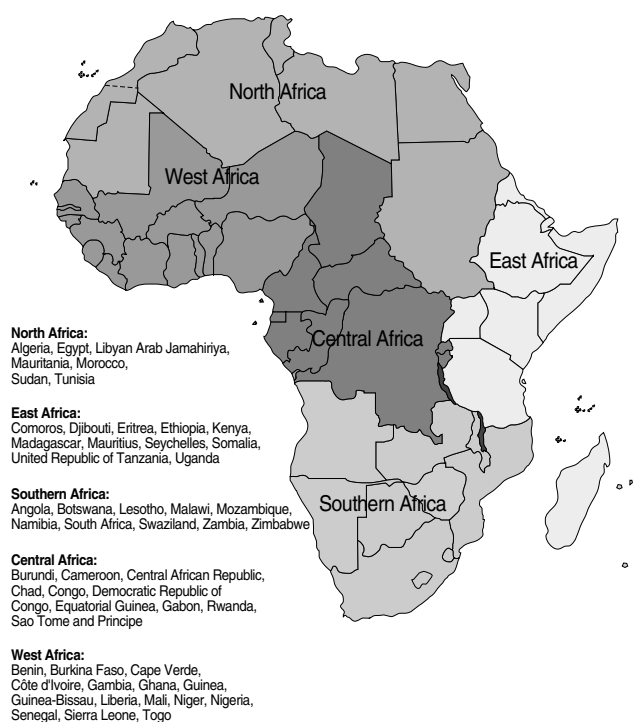 North Africa
West Africa
East Africa
Central Africa
Southern Africa
North Africa:
Algeria, Egypt, Libyan Arab Jamahiriya,
Mauritania, Morocco,
Sudan, Tunisia
East Africa:
Comoros, Djibouti, Eritrea, Ethiopia, Kenya,
Madagascar, Mauritius, Seychelles, Somalia,
United Republic of Tanzania, Uganda
Southern Africa:
Angola, Botswana, Lesotho, Malawi, Mozambique,
Namibia, South Africa, Swaziland, Zambia, Zimbabwe
Central Africa:
Burundi, Cameroon, Central African Republic,
Chad, Congo, Democratic Republic of
Congo, Equatorial Guinea, Gabon, Rwanda,
Sao Tome and Principe
West Africa:
Benin, Burkina Faso, Cape Verde,
Côte d'Ivoire, Gambia, Ghana, Guinea,
Guinea-Bissau, Liberia, Mali, Niger, Nigeria,
Senegal, Sierra Leone, Togo